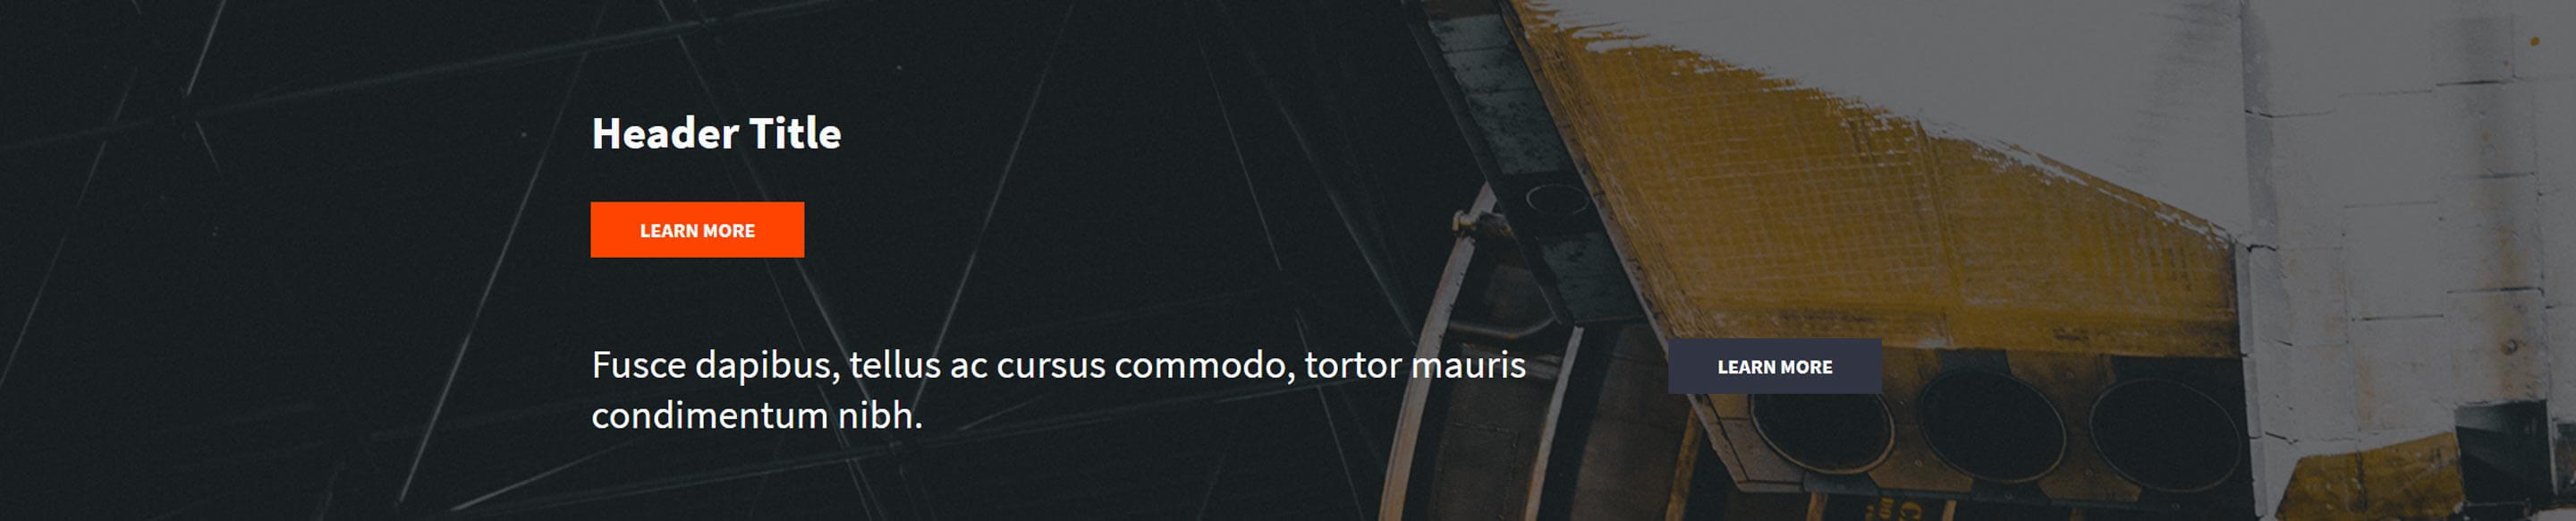 Header Title
LEARN MORE
Fusce dapibus, tellus ac cursus commodo, tortor mauris
condimentum nibh.
LEARN MORE